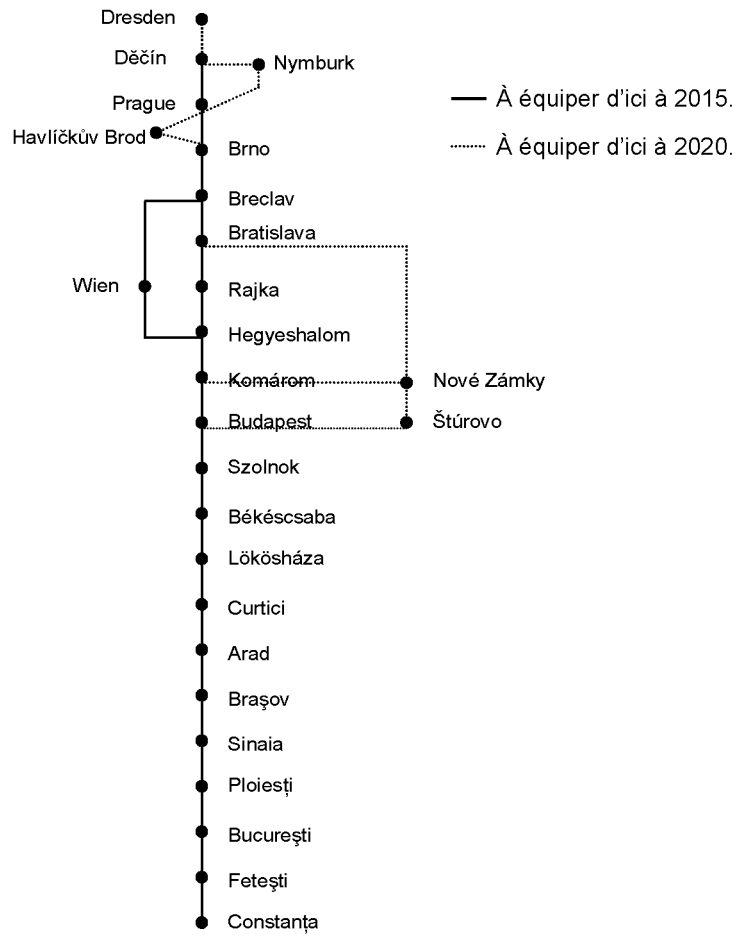 Dresden
Děčín
Nymburk
Prague
À équiper d'ici à 2015.
Havlíčkův Brod
À équiper d'ici à 2020.
Brno
Breclav
Bratislava
Wien
Rajka
Hegyeshalom
Komárom
Nové Zámky
Budapest
Štúrovo
Szolnok
Békéscsaba
Lökösháza
Curtici
Arad
Braşov
Sinaia
Ploieşți
Bucureşti
Feteşti
Constanța